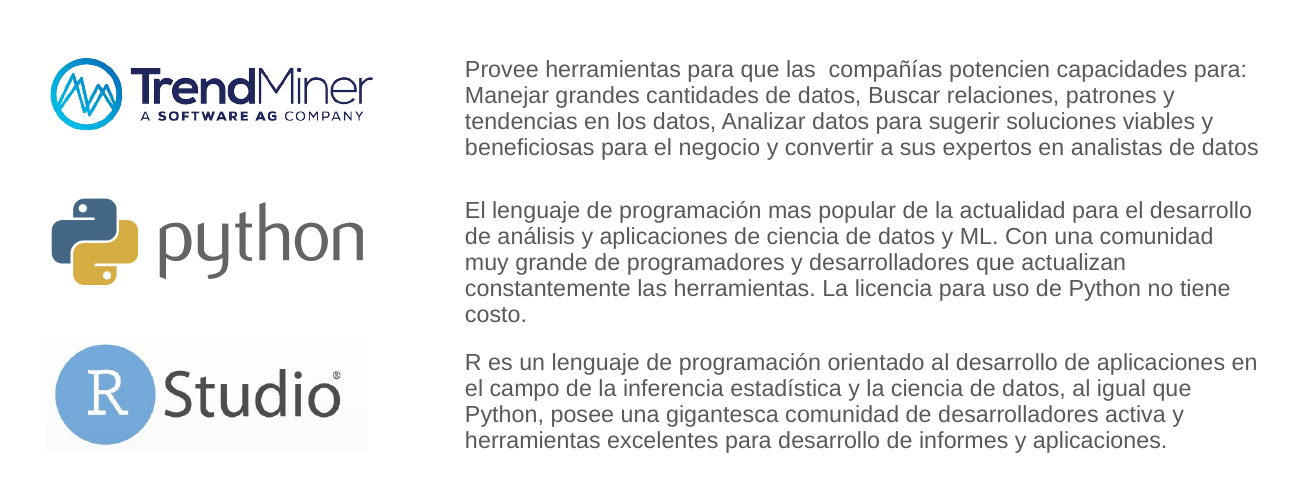 TrendMiner
A SOFTWARE AG COMPANY
Provee herramientas para que las  compañías potencien capacidades para:
Manejar grandes cantidades de datos, Buscar relaciones, patrones y
tendencias en los datos, Analizar datos para sugerir soluciones viables y
beneficiosas para el negocio y convertir a sus expertos en analistas de datos
python
El lenguaje de programación mas popular de la actualidad para el desarrollo
de análisis y aplicaciones de ciencia de datos y ML. Con una comunidad
muy grande de programadores y desarrolladores que actualizan
constantemente las herramientas. La licencia para uso de Python no tiene
costo.
R Studio®
R es un lenguaje de programación orientado al desarrollo de aplicaciones en
el campo de la inferencia estadística y la ciencia de datos, al igual que
Python, posee una gigantesca comunidad de desarrolladores activa y
herramientas excelentes para desarrollo de informes y aplicaciones.